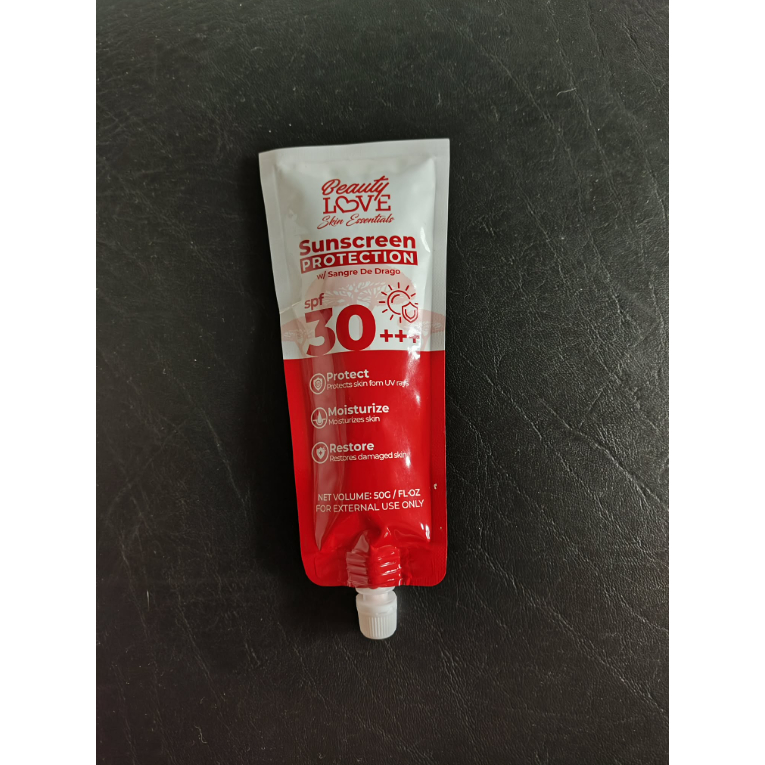 Beauty
LOVE
Skin Essentials
Sunscreen
PROTECTION
w/ Sangre De Drago
spf
30+++
Protect
Protects skin fom UV rays
Moisturize
Moisturizes skin
Restore
Restores damaged skin
NET VOLUME: 50G / FL·OZ
FOR EXTERNAL USE ONLY